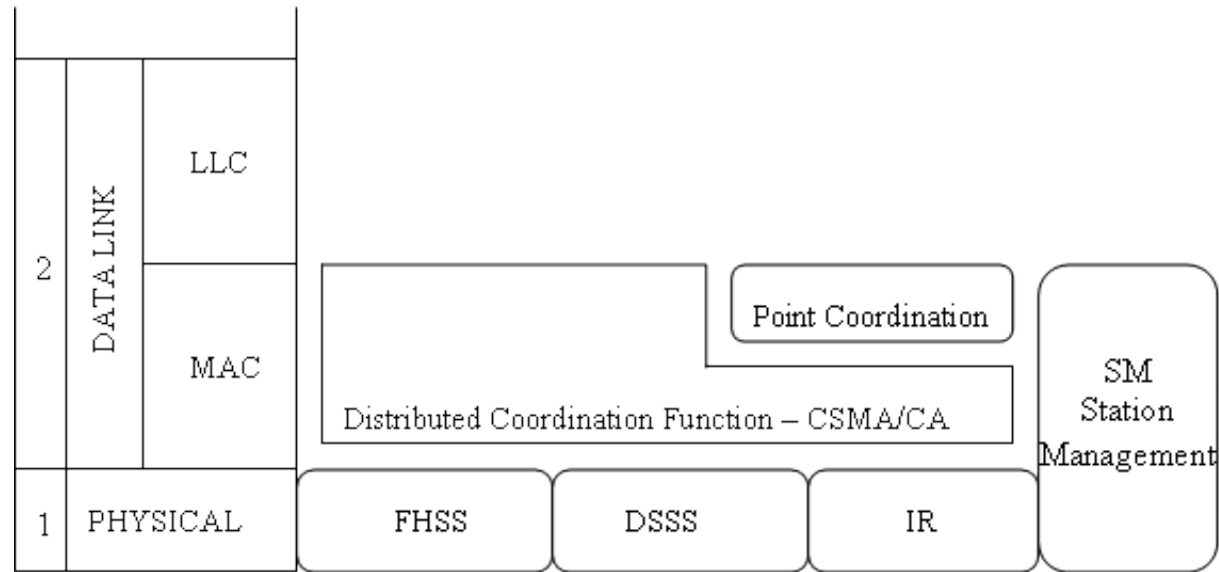 LLC
2
DATA LINK
MAC
Point Coordination
Distributed Coordination Function – CSMA/CA
SM
Station
Management
1
PHYSICAL
FHSS
DSSS
IR